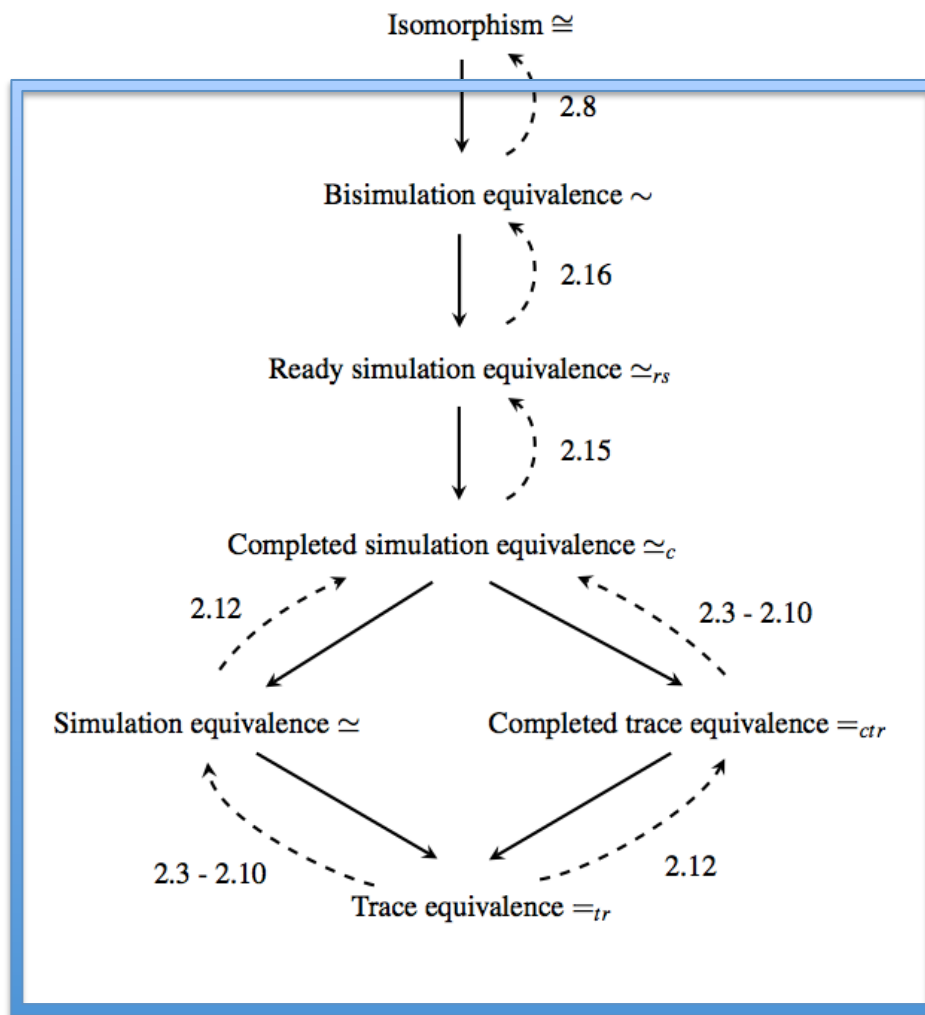 Isomorphism ≅
2.8
Bisimulation equivalence ∼
2.16
Ready simulation equivalence ≃rs
2.15
Completed simulation equivalence ≃c
2.12
2.3 - 2.10
Simulation equivalence ≃
Completed trace equivalence =ctr
2.3 - 2.10
2.12
Trace equivalence =tr